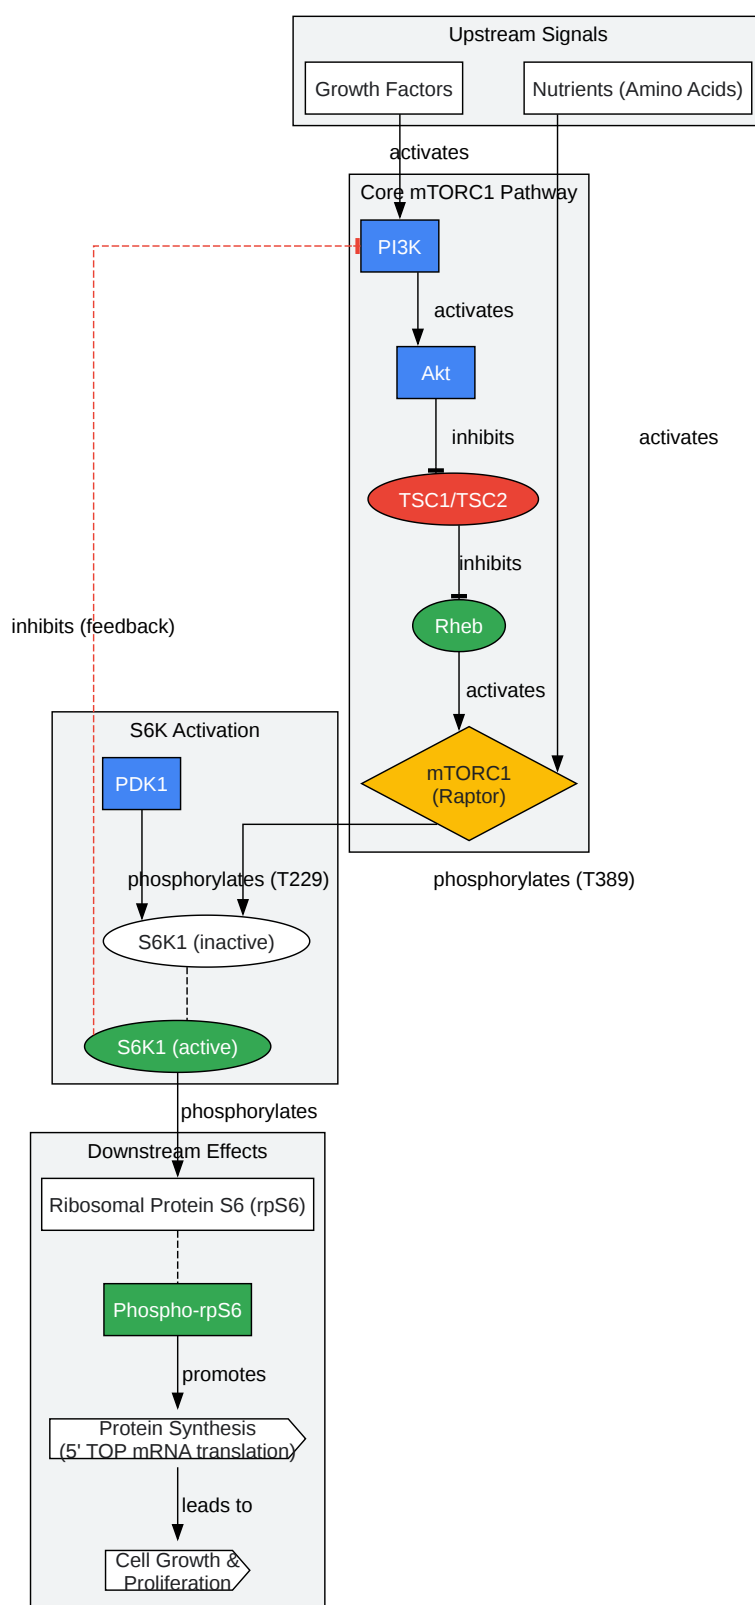 Upstream Signals
Growth Factors
Nutrients (Amino Acids)
activates
Core mTORC1 Pathway
PI3K
activates
Akt
inhibits
activates
TSC1/TSC2
inhibits
inhibits (feedback)
Rheb
activates
S6K Activation
PDK1
mTORC1
(Raptor)
phosphorylates (T229)
phosphorylates (T389)
S6K1 (inactive)
S6K1 (active)
phosphorylates
Downstream Effects
Ribosomal Protein S6 (rpS6)
Phospho-rpS6
promotes
Protein Synthesis
(5' TOP mRNA translation)
leads to
Cell Growth &
Proliferation